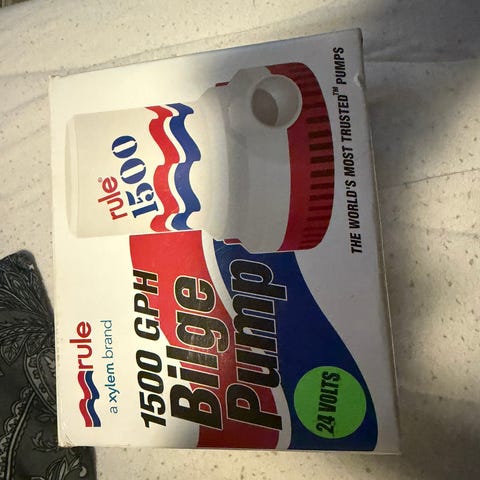 rule
a xylem brand
1500 GPH
Bilge
Pump
24 VOLTS
rule®
1500
THE WORLD'S MOST TRUSTED™ PUMPS